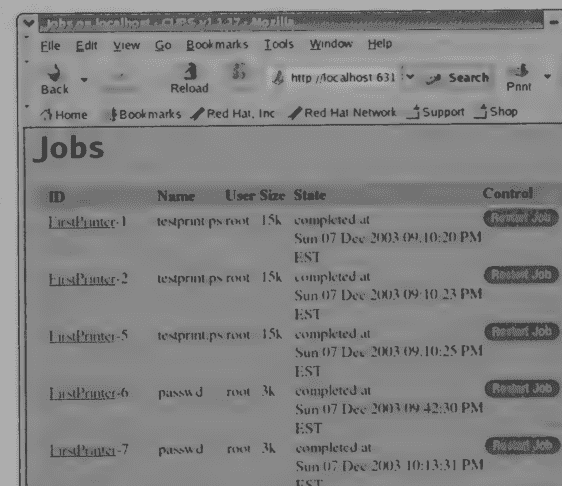 Jobs on localhost - CUPS v1.1.17 - Mozilla
File Edit View Go Bookmarks Tools Window Help
Back Reload http://localhost:631 Search Print
Home Bookmarks Red Hat, Inc Red Hat Network Support Shop
Jobs
ID Name User Size State Control
FirstPrinter-1 testprint.ps root 15k completed at Restart Job
Sun 07 Dec 2003 09:10:20 PM
EST
FirstPrinter-2 testprint.ps root 15k completed at Restart Job
Sun 07 Dec 2003 09:10:23 PM
EST
FirstPrinter-5 testprint.ps root 15k completed at Restart Job
Sun 07 Dec 2003 09:10:25 PM
EST
FirstPrinter-6 passwd root 3k completed at Restart Job
Sun 07 Dec 2003 09:42:30 PM
EST
FirstPrinter-7 passwd root 3k completed at Restart Job
Sun 07 Dec 2003 10:13:31 PM
EST